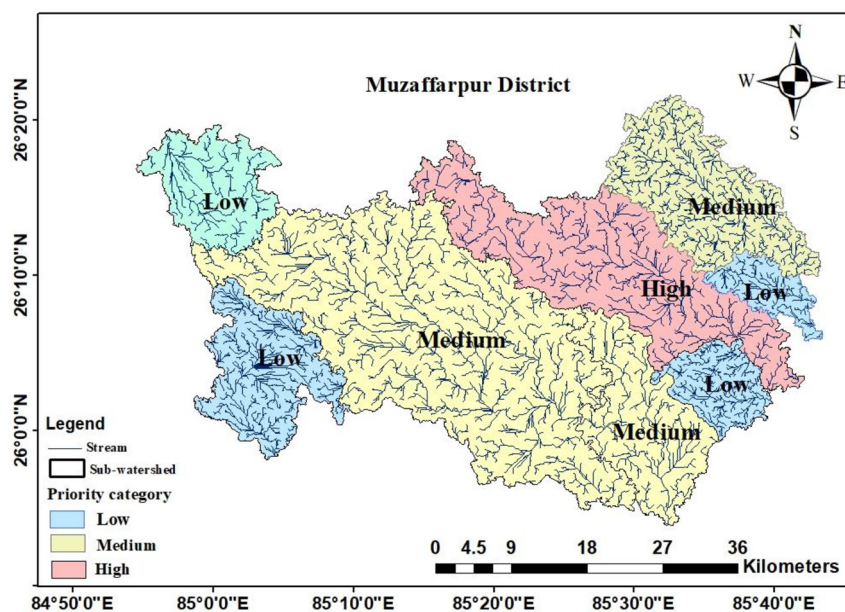 Muzaffarpur District
N
W E
S
26°20'0"N
26°10'0"N
26°0'0"N
Low
Medium
High
Low
Low
Medium
Low
Medium
Legend
Stream
Sub-watershed
Priority category
Low
Medium
High
0 4.5 9 18 27 36
Kilometers
84°50'0"E 85°0'0"E 85°10'0"E 85°20'0"E 85°30'0"E 85°40'0"E